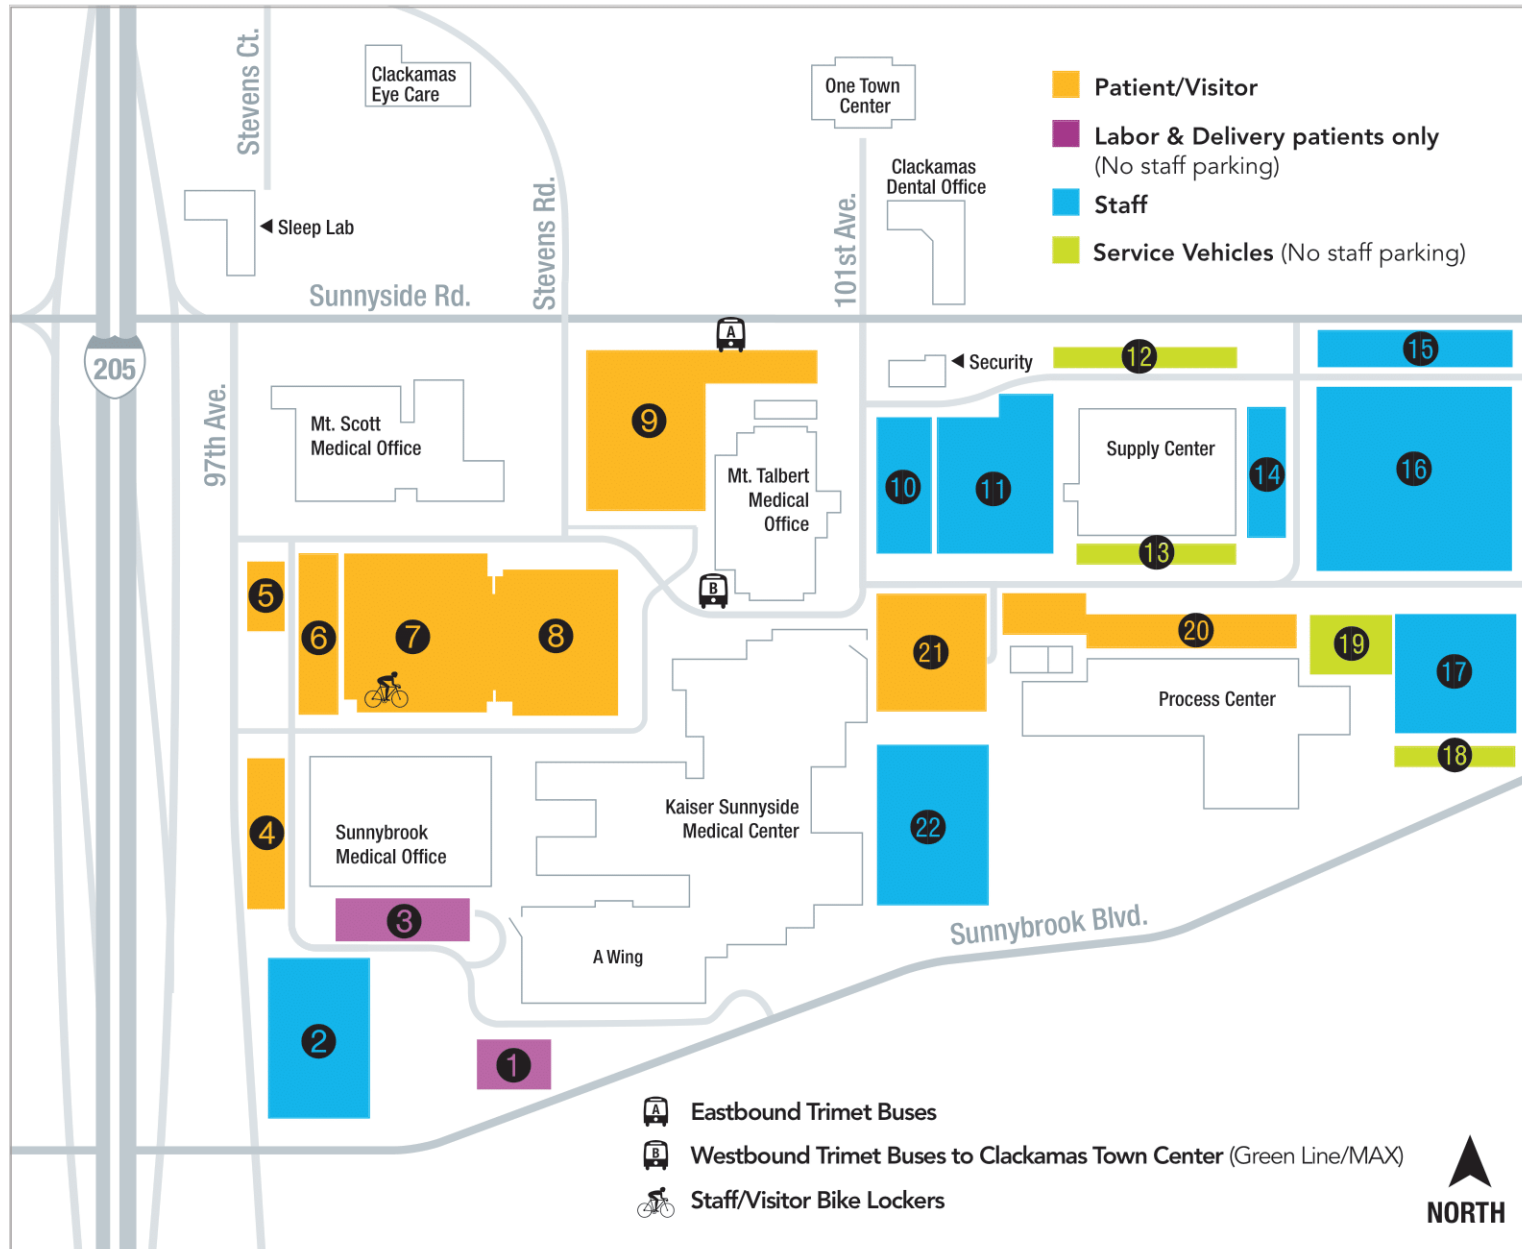 Stevens Ct.
Clackamas
Eye Care
One Town
Center
Patient/Visitor
Labor & Delivery patients only
(No staff parking)
Staff
Service Vehicles (No staff parking)
Clackamas
Dental Office
Stevens Rd.
101st Ave.
Sleep Lab
Sunnyside Rd.
205
97th Ave.
A
Security
12
15
Mt. Scott
Medical Office
9
Mt. Talbert
Medical
Office
10
11
Supply Center
14
16
13
B
5
6
7
8
21
20
19
17
Process Center
18
4
Sunnybrook
Medical Office
Kaiser Sunnyside
Medical Center
22
3
A Wing
Sunnybrook Blvd.
2
1
A Eastbound Trimet Buses
B Westbound Trimet Buses to Clackamas Town Center (Green Line/MAX)
Staff/Visitor Bike Lockers
NORTH